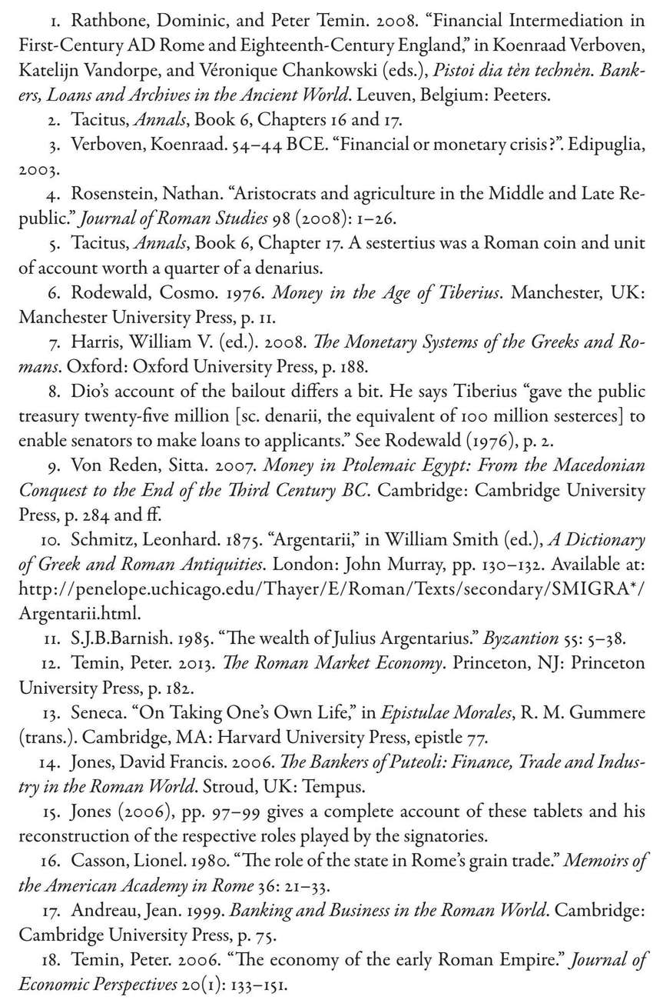 1. Rathbone, Dominic, and Peter Temin. 2008. “Financial Intermediation in
First-Century AD Rome and Eighteenth-Century England,” in Koenraad Verboven,
Katelijn Vandorpe, and Véronique Chankowski (eds.), Pistoi dia tèn technèn. Bank-
ers, Loans and Archives in the Ancient World. Leuven, Belgium: Peeters.
2. Tacitus, Annals, Book 6, Chapters 16 and 17.
3. Verboven, Koenraad. 54–44 BCE. “Financial or monetary crisis?”. Edipuglia,
2003.
4. Rosenstein, Nathan. “Aristocrats and agriculture in the Middle and Late Re-
public.” Journal of Roman Studies 98 (2008): 1–26.
5. Tacitus, Annals, Book 6, Chapter 17. A sestertius was a Roman coin and unit
of account worth a quarter of a denarius.
6. Rodewald, Cosmo. 1976. Money in the Age of Tiberius. Manchester, UK:
Manchester University Press, p. 11.
7. Harris, William V. (ed.). 2008. The Monetary Systems of the Greeks and Ro-
mans. Oxford: Oxford University Press, p. 188.
8. Dio’s account of the bailout differs a bit. He says Tiberius “gave the public
treasury twenty-five million [sc. denarii, the equivalent of 100 million sesterces] to
enable senators to make loans to applicants.” See Rodewald (1976), p. 2.
9. Von Reden, Sitta. 2007. Money in Ptolemaic Egypt: From the Macedonian
Conquest to the End of the Third Century BC. Cambridge: Cambridge University
Press, p. 284 and ff.
10. Schmitz, Leonhard. 1875. “Argentarii,” in William Smith (ed.), A Dictionary
of Greek and Roman Antiquities. London: John Murray, pp. 130–132. Available at:
http://penelope.uchicago.edu/Thayer/E/Roman/Texts/secondary/SMIGRA*/
Argentarii.html.
11. S.J.B.Barnish. 1985. “The wealth of Julius Argentarius.” Byzantion 55: 5–38.
12. Temin, Peter. 2013. The Roman Market Economy. Princeton, NJ: Princeton
University Press, p. 182.
13. Seneca. “On Taking One’s Own Life,” in Epistulae Morales, R. M. Gummere
(trans.). Cambridge, MA: Harvard University Press, epistle 77.
14. Jones, David Francis. 2006. The Bankers of Puteoli: Finance, Trade and Indus-
try in the Roman World. Stroud, UK: Tempus.
15. Jones (2006), pp. 97–99 gives a complete account of these tablets and his
reconstruction of the respective roles played by the signatories.
16. Casson, Lionel. 1980. “The role of the state in Rome’s grain trade.” Memoirs of
the American Academy in Rome 36: 21–33.
17. Andreau, Jean. 1999. Banking and Business in the Roman World. Cambridge:
Cambridge University Press, p. 75.
18. Temin, Peter. 2006. “The economy of the early Roman Empire.” Journal of
Economic Perspectives 20(1): 133–151.